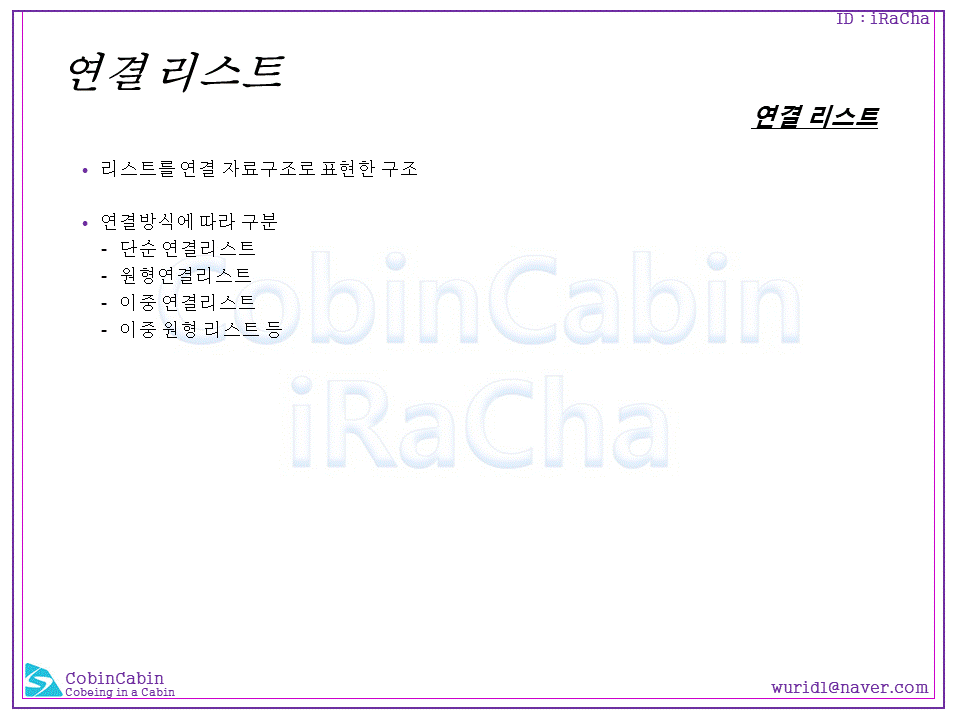 ID : iRaCha
연결 리스트
연결 리스트
• 리스트를 연결 자료구조로 표현한 구조
• 연결방식에 따라 구분
- 단순 연결리스트
- 원형연결리스트
- 이중 연결리스트
- 이중 원형 리스트 등
CobinCabin
iRaCha
CobinCabin
Cobeing in a Cabin
wurid1@naver.com